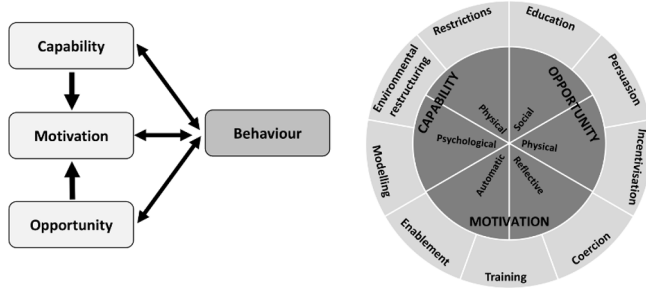 Capability
Motivation
Opportunity
Behaviour
Restrictions
Education
Persuasion
Incentivisation
Coercion
Training
Enablement
Modelling
Environmental
restructuring
CAPABILITY
OPPORTUNITY
MOTIVATION
Physical
Social
Psychological
Physical
Automatic
Reflective